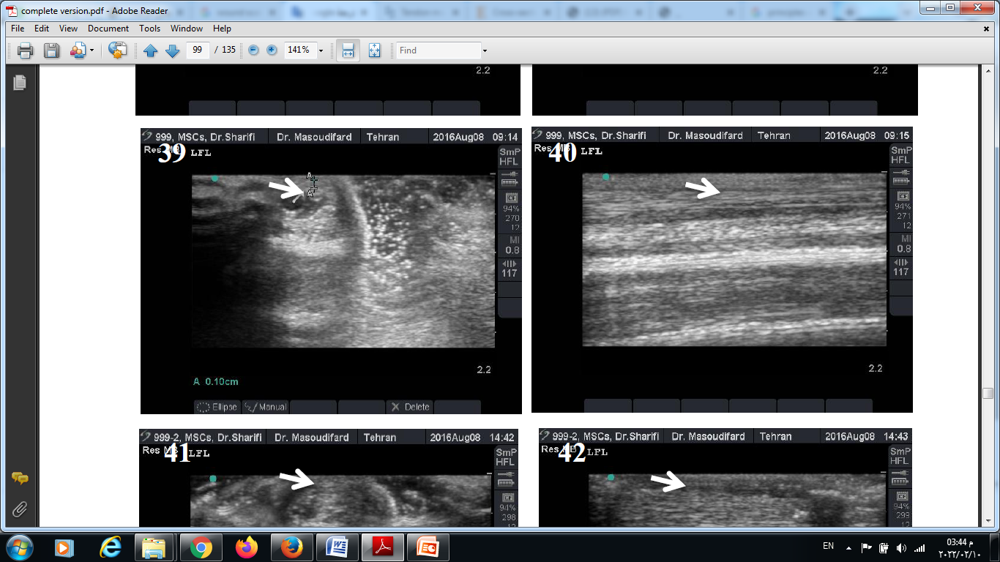 complete version.pdf - Adobe Reader
File Edit View Document Tools Window Help
99 / 135 141% Find
2.2
2.2
999, MSCs, Dr.Sharifi Dr. Masoudifard Tehran 2016Aug08 09:14
39 LFL
SmP
HFL
94%
270
12
MI
0.8
117
A
A
2.2
A 0.10cm
Ellipse Manual Delete
999, MSCs, Dr.Sharifi Dr. Masoudifard Tehran 2016Aug08 09:15
40 LFL
SmP
HFL
94%
271
12
MI
0.8
117
2.2
999-2, MSCs, Dr.Sharifi Dr. Masoudifard Tehran 2016Aug08 14:42
41 LFL
SmP
HFL
94%
298
999-2, MSCs, Dr.Sharifi Dr. Masoudifard Tehran 2016Aug08 14:43
42 LFL
SmP
HFL
94%
299
EN
03:44 م
٢٠٢٢/٠٢/١٠